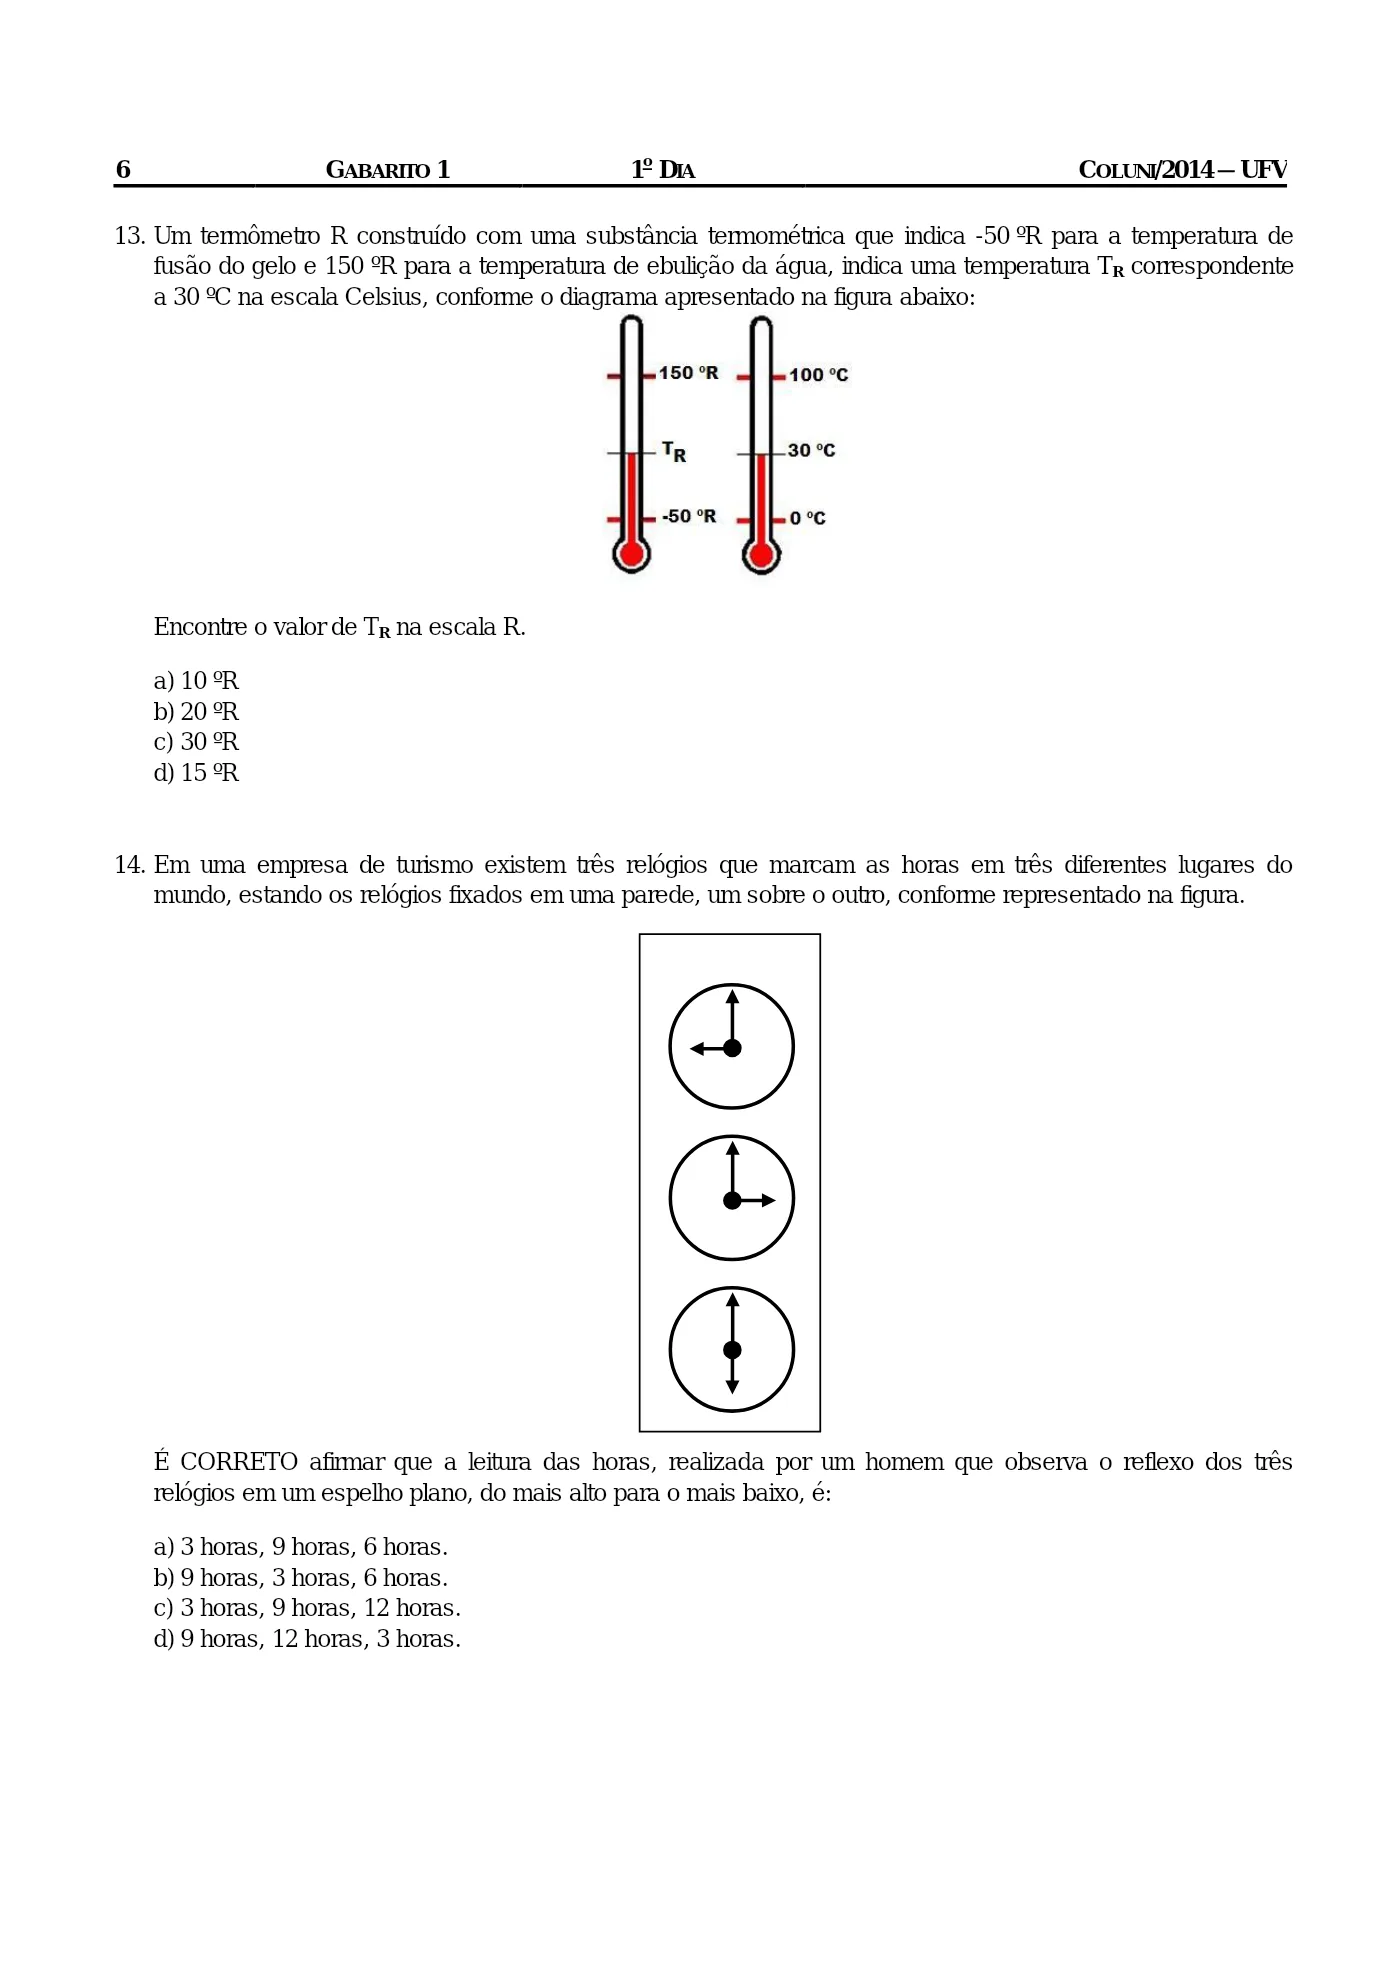 6 GABARITO 1 1º DIA COLUNI/2014 — UFV
13. Um termômetro R construído com uma substância termométrica que indica -50 ºR para a temperatura de
fusão do gelo e 150 ºR para a temperatura de ebulição da água, indica uma temperatura TR correspondente
a 30 ºC na escala Celsius, conforme o diagrama apresentado na figura abaixo:
150 ºR 100 ºC
TR 30 ºC
-50 ºR 0 ºC
Encontre o valor de TR na escala R.
a) 10 ºR
b) 20 ºR
c) 30 ºR
d) 15 ºR
14. Em uma empresa de turismo existem três relógios que marcam as horas em três diferentes lugares do
mundo, estando os relógios fixados em uma parede, um sobre o outro, conforme representado na figura.
É CORRETO afirmar que a leitura das horas, realizada por um homem que observa o reflexo dos três
relógios em um espelho plano, do mais alto para o mais baixo, é:
a) 3 horas, 9 horas, 6 horas.
b) 9 horas, 3 horas, 6 horas.
c) 3 horas, 9 horas, 12 horas.
d) 9 horas, 12 horas, 3 horas.